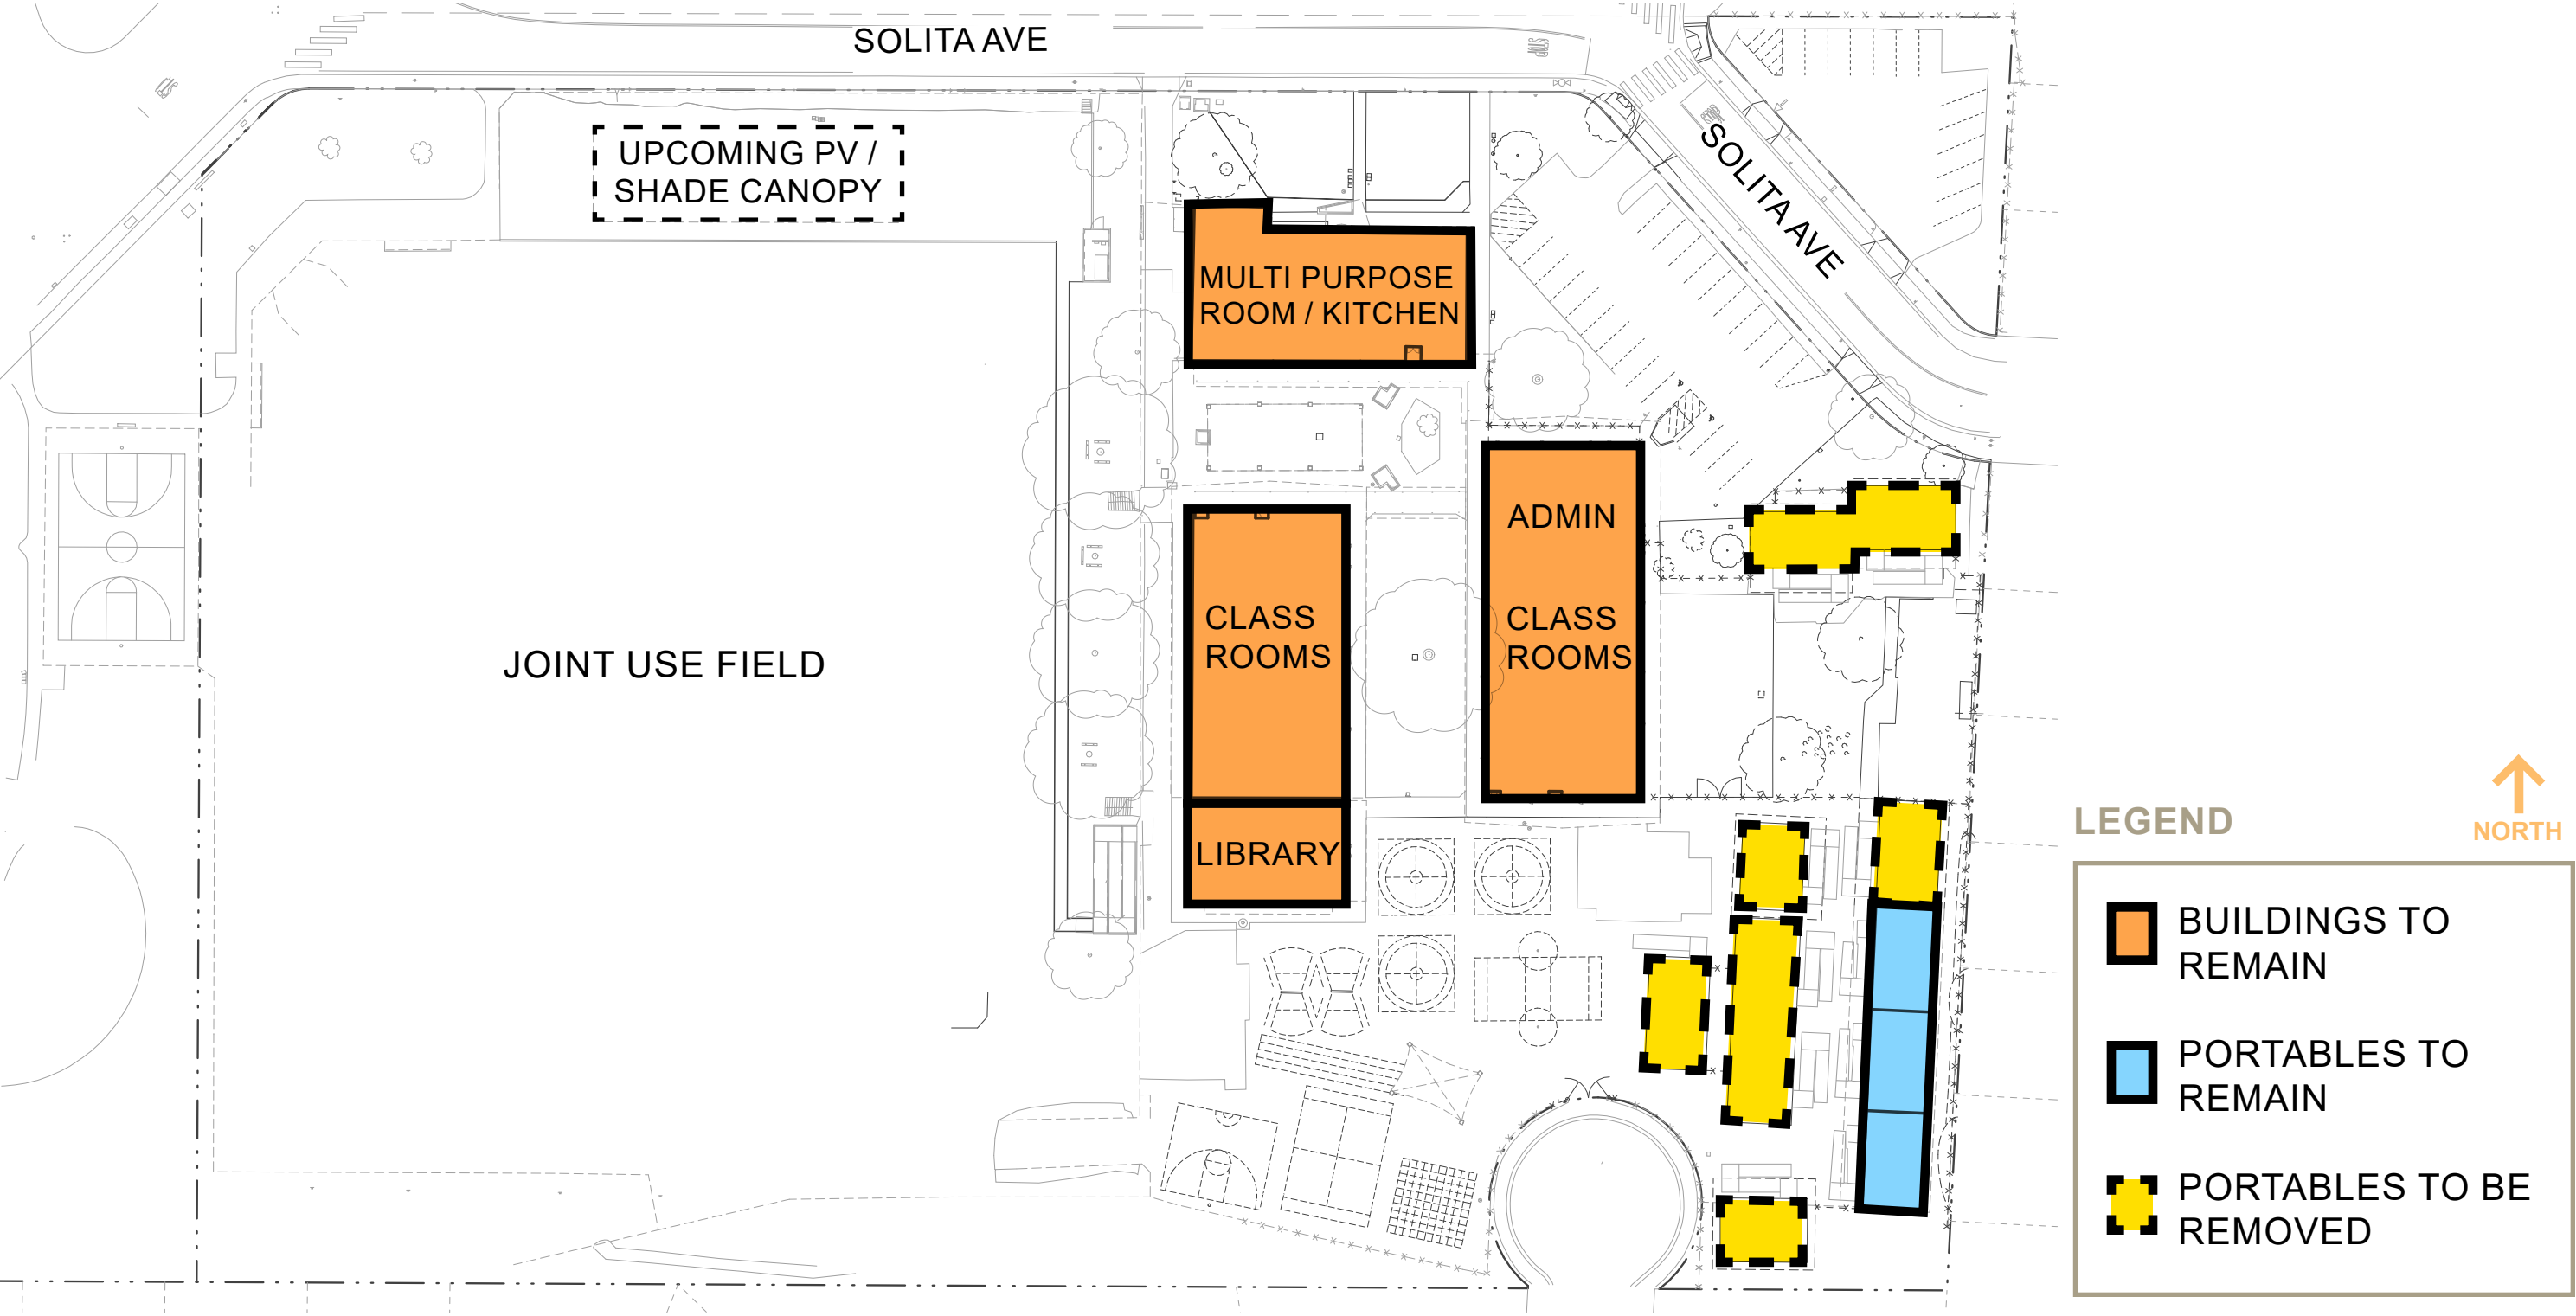 SOLITA AVE
UPCOMING PV /
SHADE CANOPY
SOLITA AVE
MULTI PURPOSE
ROOM / KITCHEN
ADMIN
CLASS
ROOMS
CLASS
ROOMS
JOINT USE FIELD
LIBRARY
NORTH
LEGEND
BUILDINGS TO
REMAIN
PORTABLES TO
REMAIN
PORTABLES TO BE
REMOVED